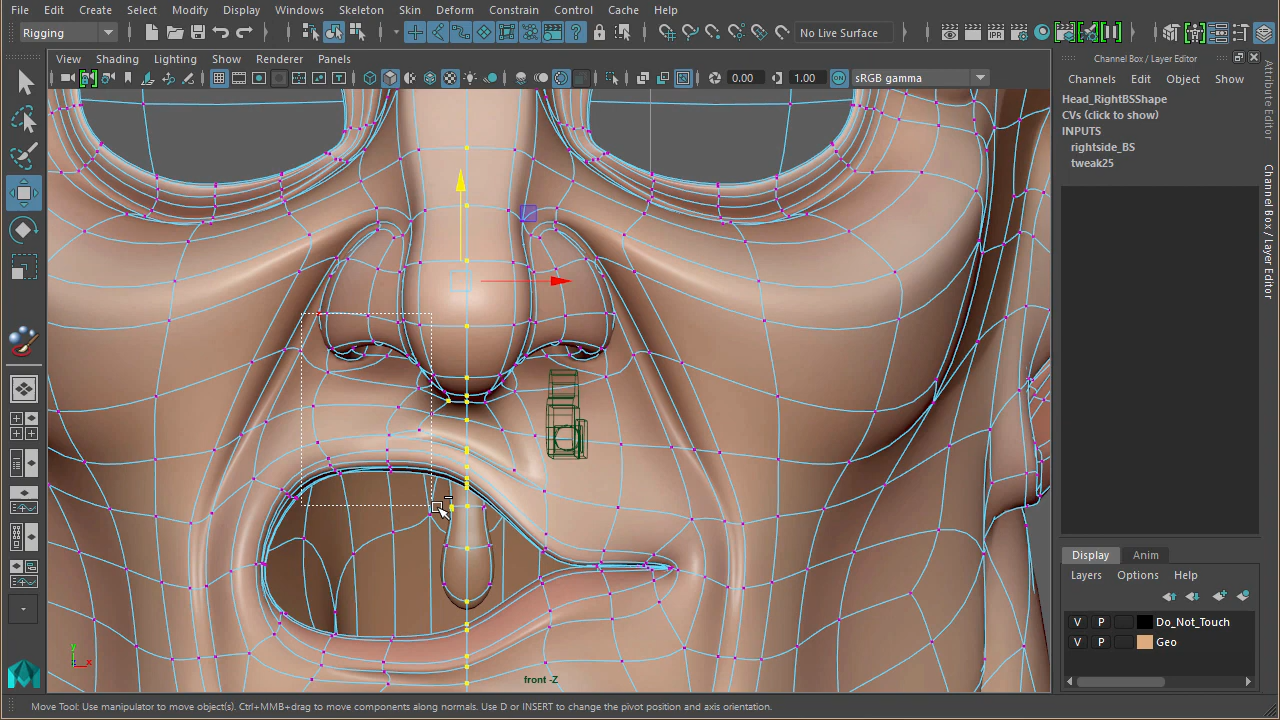 File Edit Create Select Modify Display Windows Skeleton Skin Deform Constrain Control Cache Help
Rigging
No Live Surface
View Shading Lighting Show Renderer Panels
0.00
1.00
ON
sRGB gamma
Channel Box / Layer Editor
Channels Edit Object Show
Head_RightBSShape
CVs (click to show)
INPUTS
rightside_BS
tweak25
Attribute Editor
Channel Box / Layer Editor
Display Anim
Layers Options Help
V P Do_Not_Touch
V P Geo
y
z x
front -Z
Move Tool: Use manipulator to move object(s). Ctrl+MMB+drag to move components along normals. Use D or INSERT to change the pivot position and axis orientation.